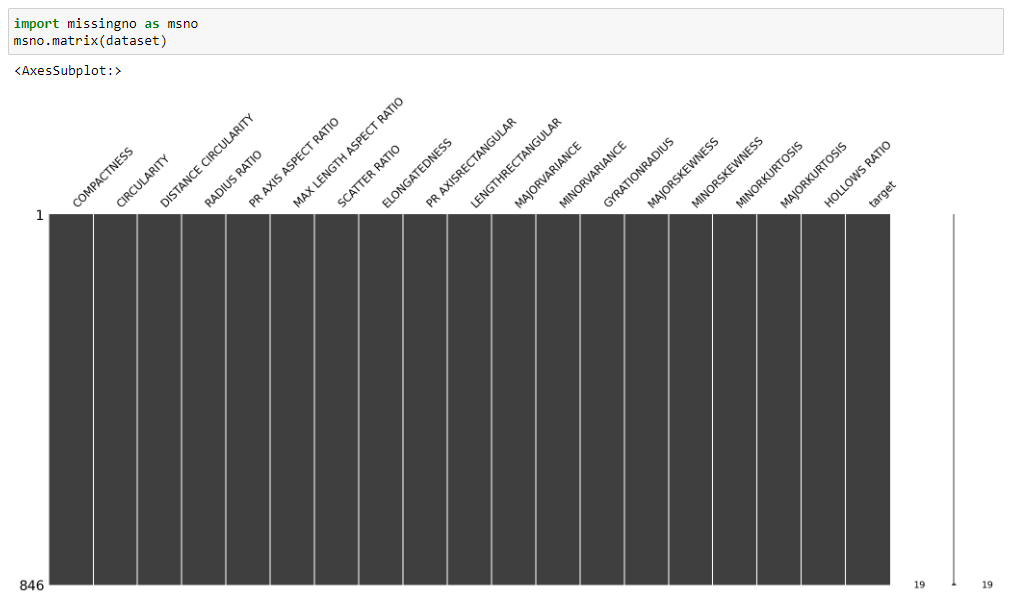 import missingno as msno
msno.matrix(dataset)
<AxesSubplot:>
COMPACTNESS
CIRCULARITY
DISTANCE CIRCULARITY
RADIUS RATIO
PR AXIS ASPECT RATIO
MAX LENGTH ASPECT RATIO
SCATTER RATIO
ELONGATEDNESS
PR AXISRECTANGULAR
LENGTHRECTANGULAR
MAJORVARIANCE
MINORVARIANCE
GYRATIONRADIUS
MAJORSKEWNESS
MINORSKEWNESS
MINORKURTOSIS
MAJORKURTOSIS
HOLLOWS RATIO
target
1
846
19
19